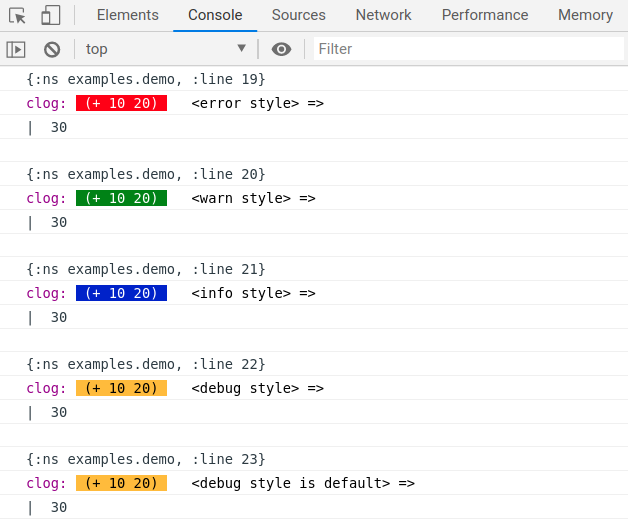 Elements Console Sources Network Performance Memory
top Filter
{:ns examples.demo, :line 19}
clog: (+ 10 20) <error style> =>
| 30
{:ns examples.demo, :line 20}
clog: (+ 10 20) <warn style> =>
| 30
{:ns examples.demo, :line 21}
clog: (+ 10 20) <info style> =>
| 30
{:ns examples.demo, :line 22}
clog: (+ 10 20) <debug style> =>
| 30
{:ns examples.demo, :line 23}
clog: (+ 10 20) <debug style is default> =>
| 30